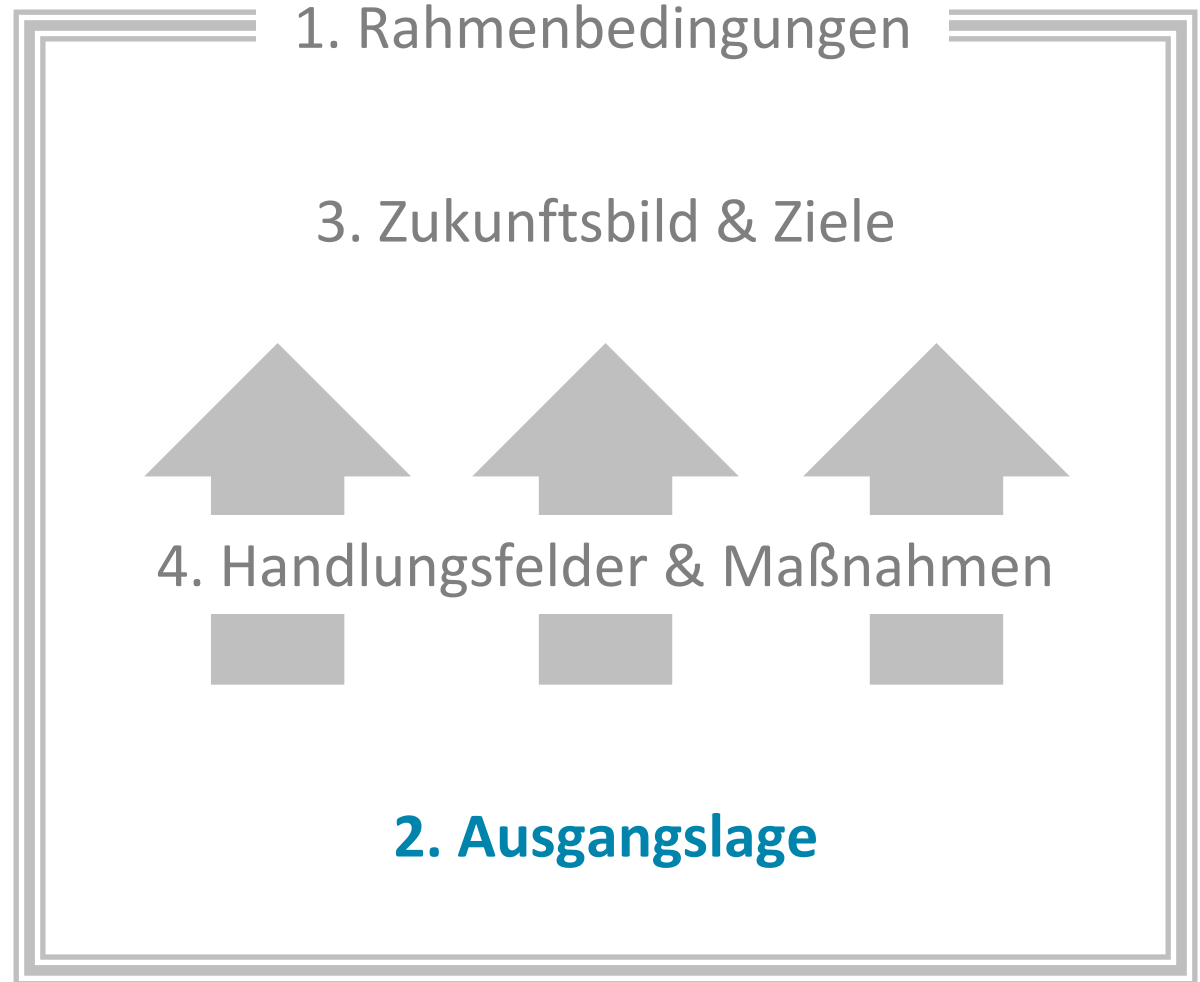 1. Rahmenbedingungen
3. Zukunftsbild & Ziele
4. Handlungsfelder & Maßnahmen
2. Ausgangslage